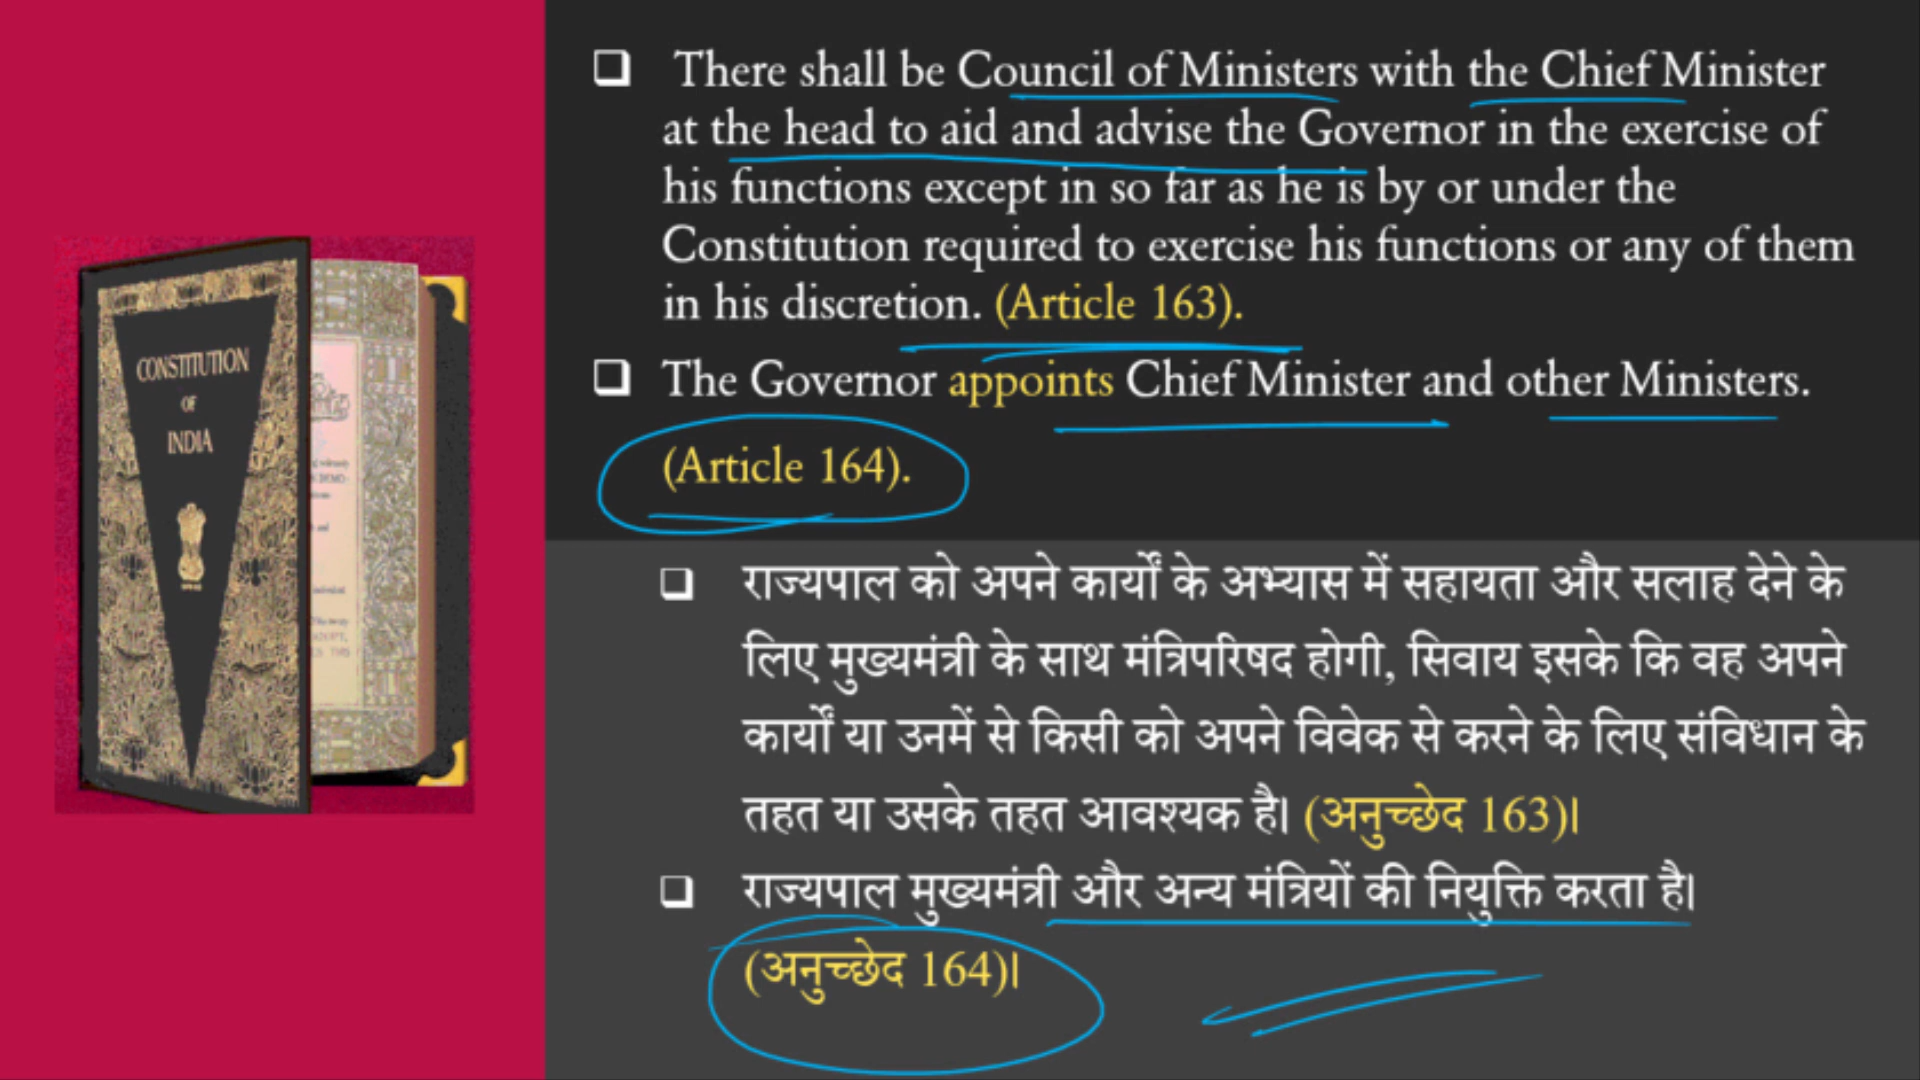 CONSTITUTION
OF
INDIA
❑ There shall be Council of Ministers with the Chief Minister
at the head to aid and advise the Governor in the exercise of
his functions except in so far as he is by or under the
Constitution required to exercise his functions or any of them
in his discretion. (Article 163).
❑ The Governor appoints Chief Minister and other Ministers.
(Article 164).
❑ राज्यपाल को अपने कार्यों के अभ्यास में सहायता और सलाह देने के
लिए मुख्यमंत्री के साथ मंत्रिपरिषद होगी, सिवाय इसके कि वह अपने
कार्यों या उनमें से किसी को अपने विवेक से करने के लिए संविधान के
तहत या उसके तहत आवश्यक है। (अनुच्छेद 163)।
❑ राज्यपाल मुख्यमंत्री और अन्य मंत्रियों की नियुक्ति करता है।
(अनुच्छेद 164)।